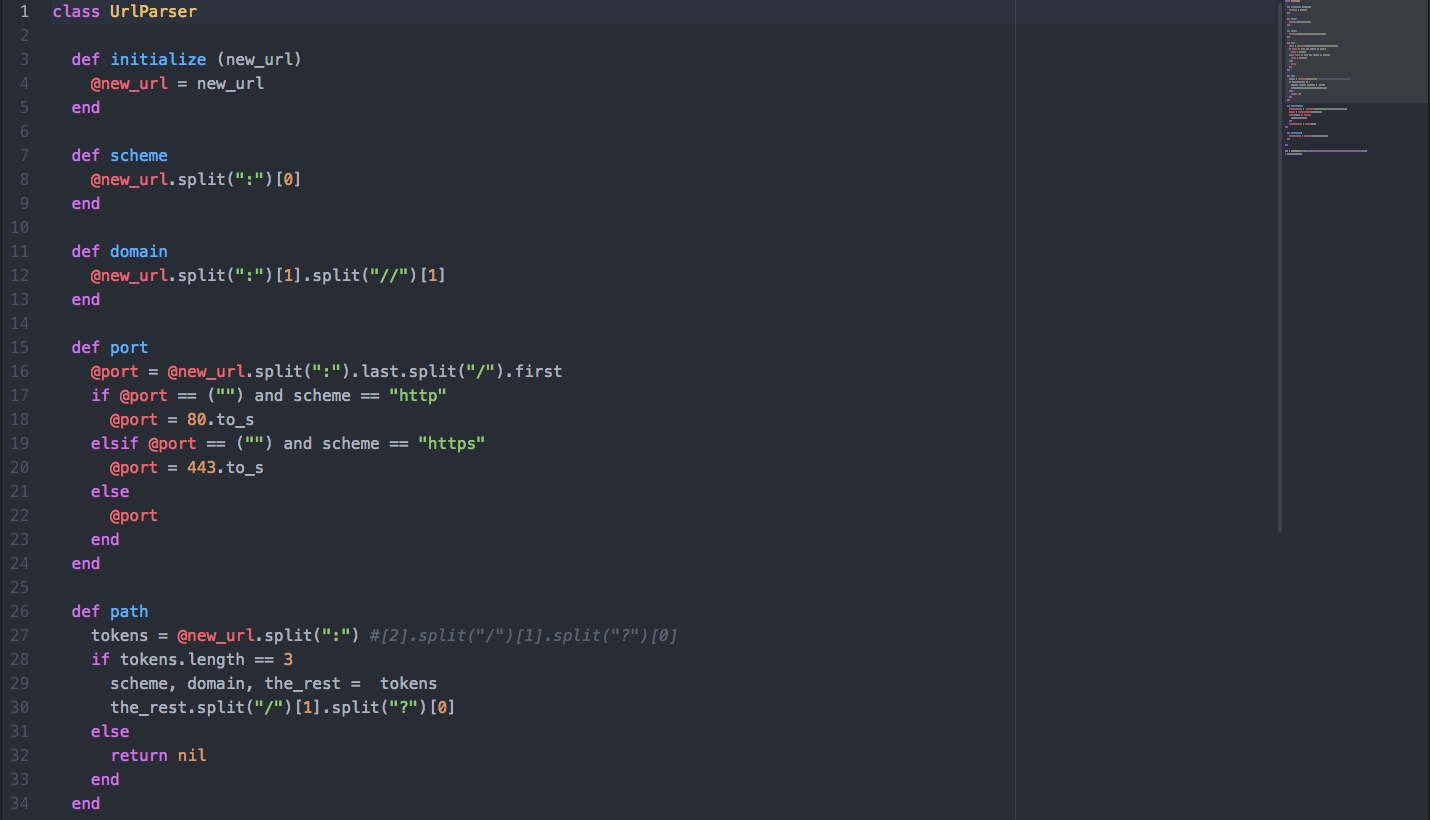 1 class UrlParser
2
3   def initialize (new_url)
4     @new_url = new_url
5   end
6
7   def scheme
8     @new_url.split(":")[0]
9   end
10
11   def domain
12     @new_url.split(":")[1].split("//")[1]
13   end
14
15   def port
16     @port = @new_url.split(":").last.split("/").first
17     if @port == ("") and scheme == "http"
18       @port = 80.to_s
19     elsif @port == ("") and scheme == "https"
20       @port = 443.to_s
21     else
22       @port
23     end
24   end
25
26   def path
27     tokens = @new_url.split(":") #[2].split("/")[1].split("?")[0]
28     if tokens.length == 3
29       scheme, domain, the_rest =  tokens
30       the_rest.split("/")[1].split("?")[0]
31     else
32       return nil
33     end
34   end